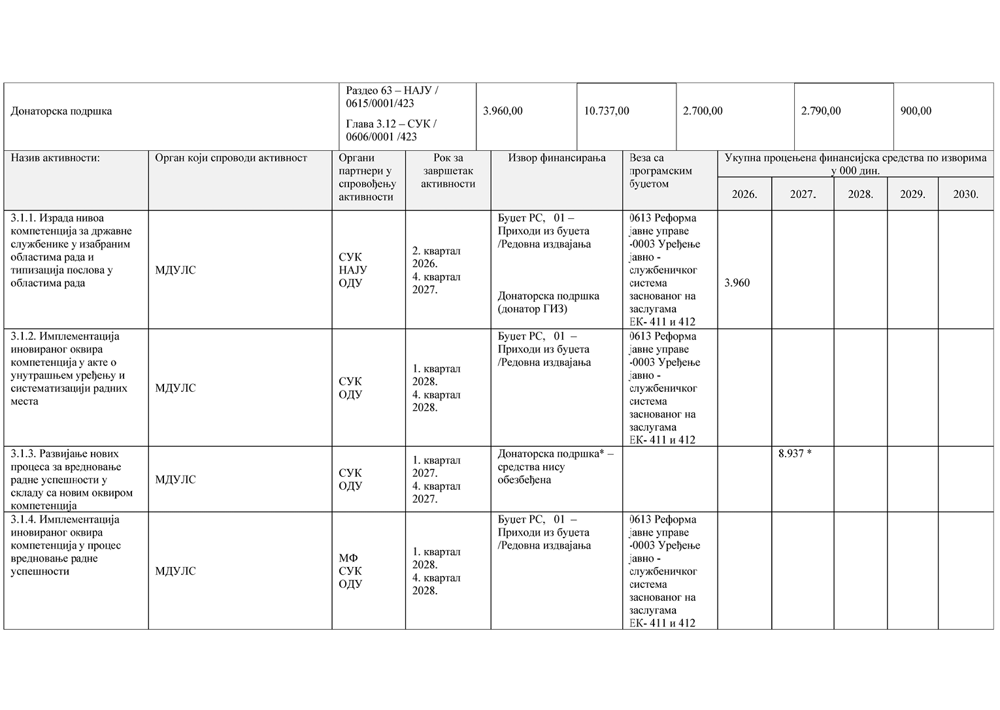 Донаторска подршка
Раздео 63 – НАЈУ /
0615/0001/423
Глава 3.12 – СУК /
0606/0001 /423
3.960,00
10.737,00
2.700,00
2.790,00
900,00
Назив активности:
Орган који спроводи активност
Органи
партнери у
спровођењу
активности
Рок за
завршетак
активности
Извор финансирања
Веза са
програмским
буџетом
Укупна процењена финансијска средства по изворима
у 000 дин.
2026.
2027.
2028.
2029.
2030.
3.1.1. Израда нивоа
компетенција за државне
службенике у изабраним
областима рада и
типизација послова у
областима рада
МДУЛС
СУК
НАЈУ
ОДУ
2. квартал
2026.
4. квартал
2027.
Буџет РС, 01 –
Приходи из буџета
/Редовна издвајања
Донаторска подршка
(донатор ГИЗ)
0613 Реформа
јавне управе
-0003 Уређење
јавно -
службеничког
система
заснованог на
заслугама
ЕК- 411 и 412
3.960
3.1.2. Имплементација
иновираног оквира
компетенција у акте о
унутрашњем уређењу и
систематизацији радних
места
МДУЛС
СУК
ОДУ
1. квартал
2028.
4. квартал
2028.
Буџет РС, 01 –
Приходи из буџета
/Редовна издвајања
0613 Реформа
јавне управе
-0003 Уређење
јавно -
службеничког
система
заснованог на
заслугама
ЕК- 411 и 412
3.1.3. Развијање нових
процеса за вредновање
радне успешности у
складу са новим оквиром
компетенција
МДУЛС
СУК
ОДУ
1. квартал
2027.
4. квартал
2027.
Донаторска подршка* –
средства нису
обезбеђена
8.937 *
3.1.4. Имплементација
иновираног оквира
компетенција у процес
вредновање радне
успешности
МДУЛС
МФ
СУК
ОДУ
1. квартал
2028.
4. квартал
2028.
Буџет РС, 01 –
Приходи из буџета
/Редовна издвајања
0613 Реформа
јавне управе
-0003 Уређење
јавно -
службеничког
система
заснованог на
заслугама
ЕК- 411 и 412